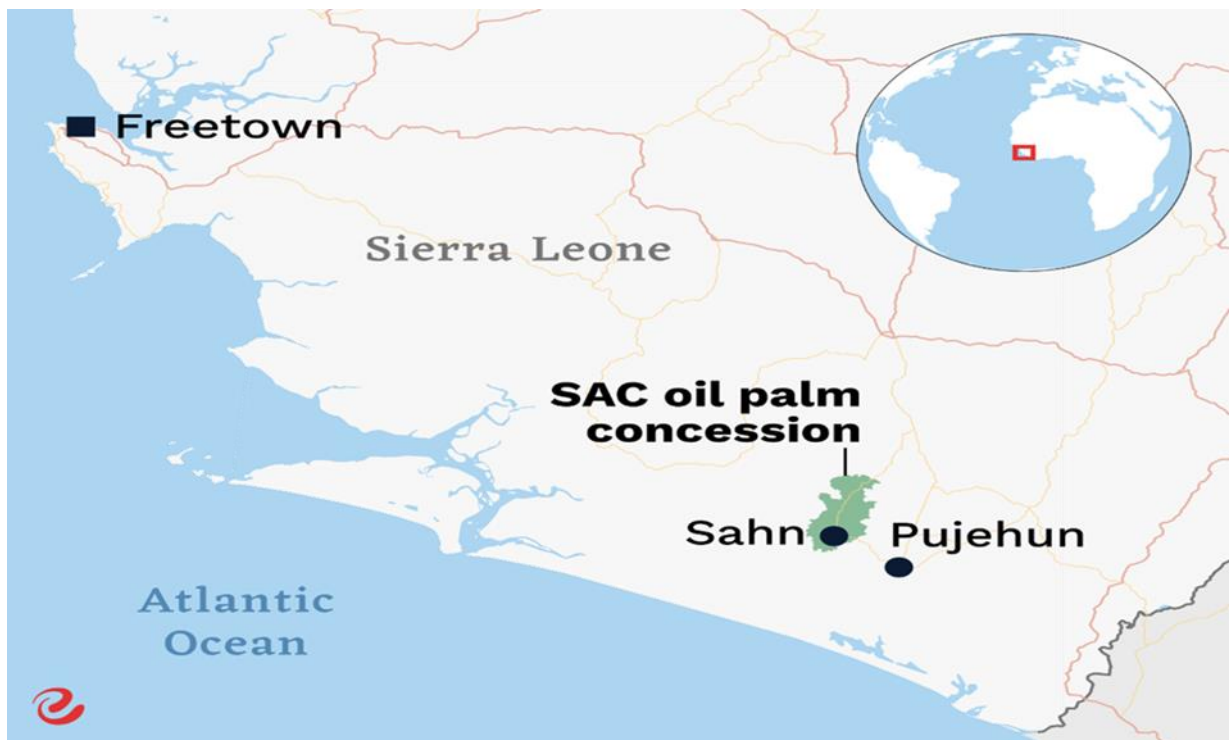 Freetown
Sierra Leone
SAC oil palm
concession
Sahn
Pujehun
Atlantic
Ocean